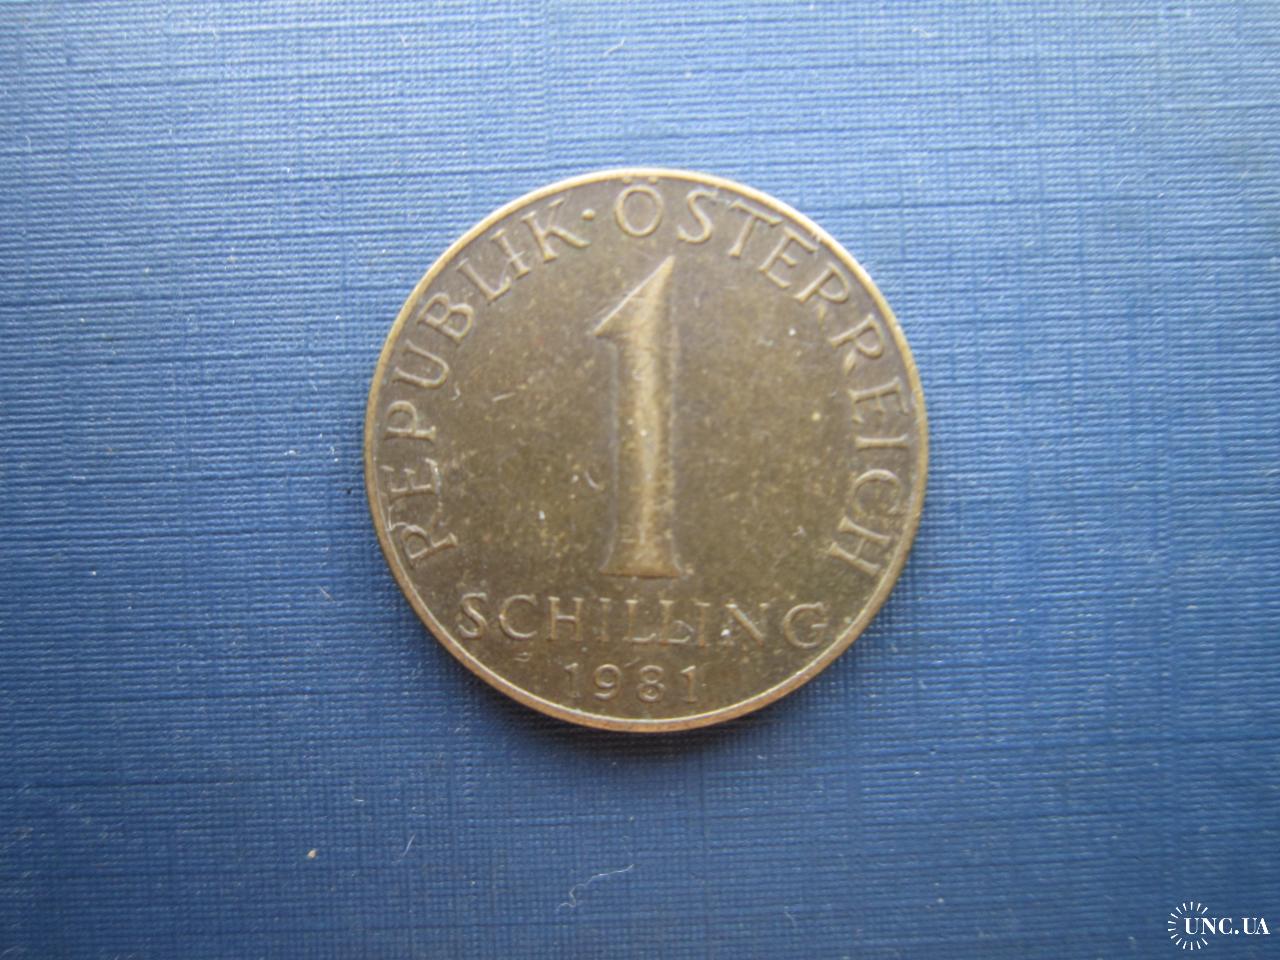 REPUBLIK · ÖSTERREICH
1
SCHILLING
1981
UNC.UA